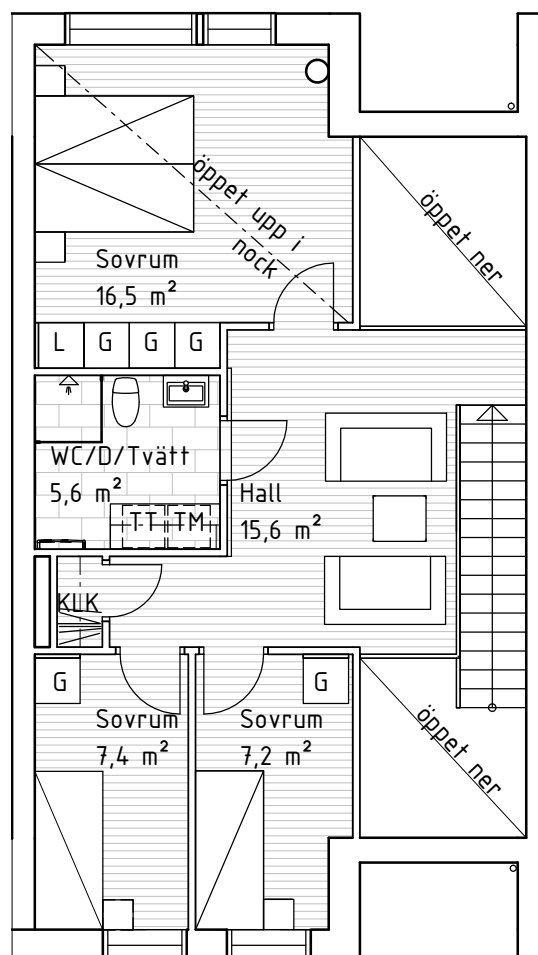 öppet upp i
nock
öppet ner
Sovrum
16,5 m²
L G G G
WC/D/Tvätt
5,6 m²
TT TM
Hall
15,6 m²
KLK
G
G
Sovrum
7,4 m²
Sovrum
7,2 m²
öppet ner